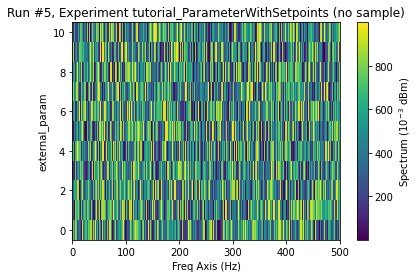 Run #5, Experiment tutorial_ParameterWithSetpoints (no sample)
10
8
6
4
2
0
external_param
0 100 200 300 400 500
Freq Axis (Hz)
800
600
400
200
Spectrum (10⁻³ dBm)